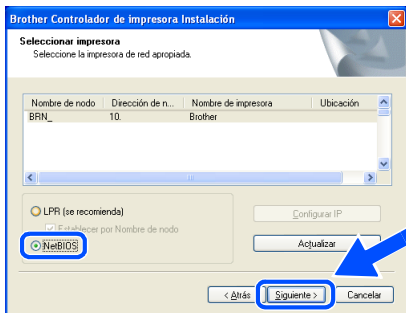 Brother Controlador de impresora Instalación
Seleccionar impresora
Seleccione la impresora de red apropiada.
Nombre de nodo Dirección de n... Nombre de impresora Ubicación
BRN_ 10. Brother
LPR (se recomienda)
Establecer por Nombre de nodo
NetBIOS
Configurar IP
Actualizar
< Atrás Siguiente > Cancelar